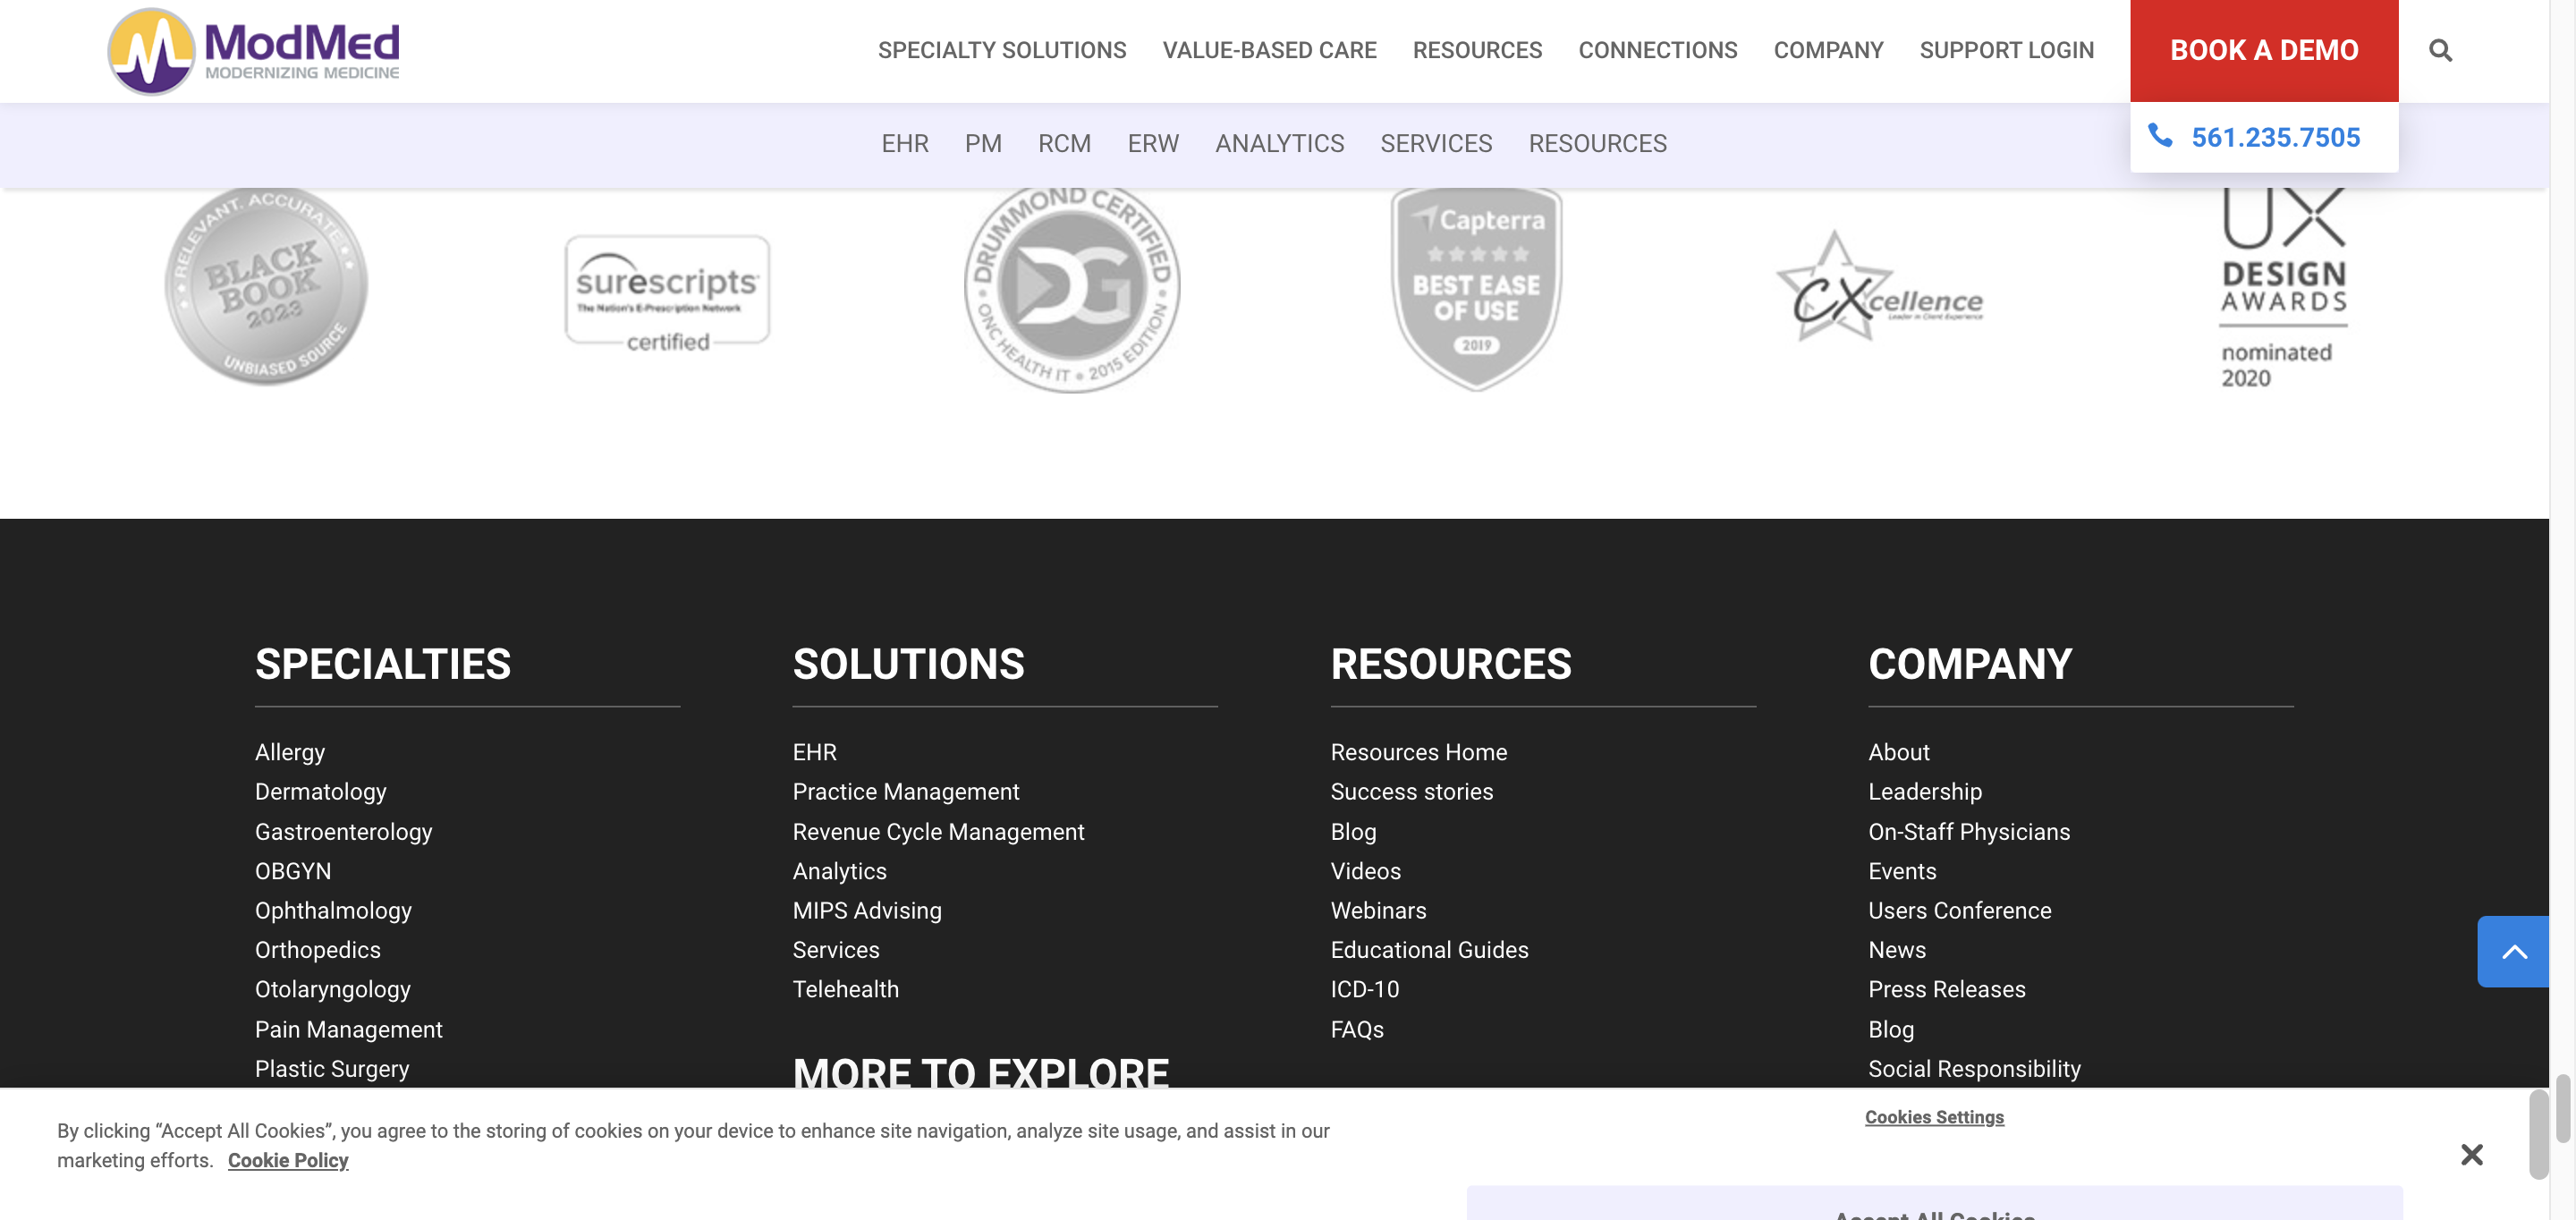 ModMed
MODERNIZING MEDICINE
SPECIALTY SOLUTIONS
VALUE-BASED CARE
RESOURCES
CONNECTIONS
COMPANY
SUPPORT LOGIN
BOOK A DEMO
561.235.7505
EHR
PM
RCM
ERW
ANALYTICS
SERVICES
RESOURCES
RELEVANT. ACCURATE
BLACK
BOOK
2023
UNBIASED SOURCE
surescripts
The Nation's E-Prescription Network
certified
DRUMMOND CERTIFIED
DG
ONC HEALTH IT • 2015 EDITION
Capterra
BEST EASE
OF USE
2019
CXcellence
Leader in Client Experience
UX
DESIGN
AWARDS
nominated
2020
SPECIALTIES
Allergy
Dermatology
Gastroenterology
OBGYN
Ophthalmology
Orthopedics
Otolaryngology
Pain Management
Plastic Surgery
SOLUTIONS
EHR
Practice Management
Revenue Cycle Management
Analytics
MIPS Advising
Services
Telehealth
MORE TO EXPLORE
RESOURCES
Resources Home
Success stories
Blog
Videos
Webinars
Educational Guides
ICD-10
FAQs
COMPANY
About
Leadership
On-Staff Physicians
Events
Users Conference
News
Press Releases
Blog
Social Responsibility
By clicking “Accept All Cookies”, you agree to the storing of cookies on your device to enhance site navigation, analyze site usage, and assist in our
marketing efforts. Cookie Policy
Cookies Settings
Accept All Cookies